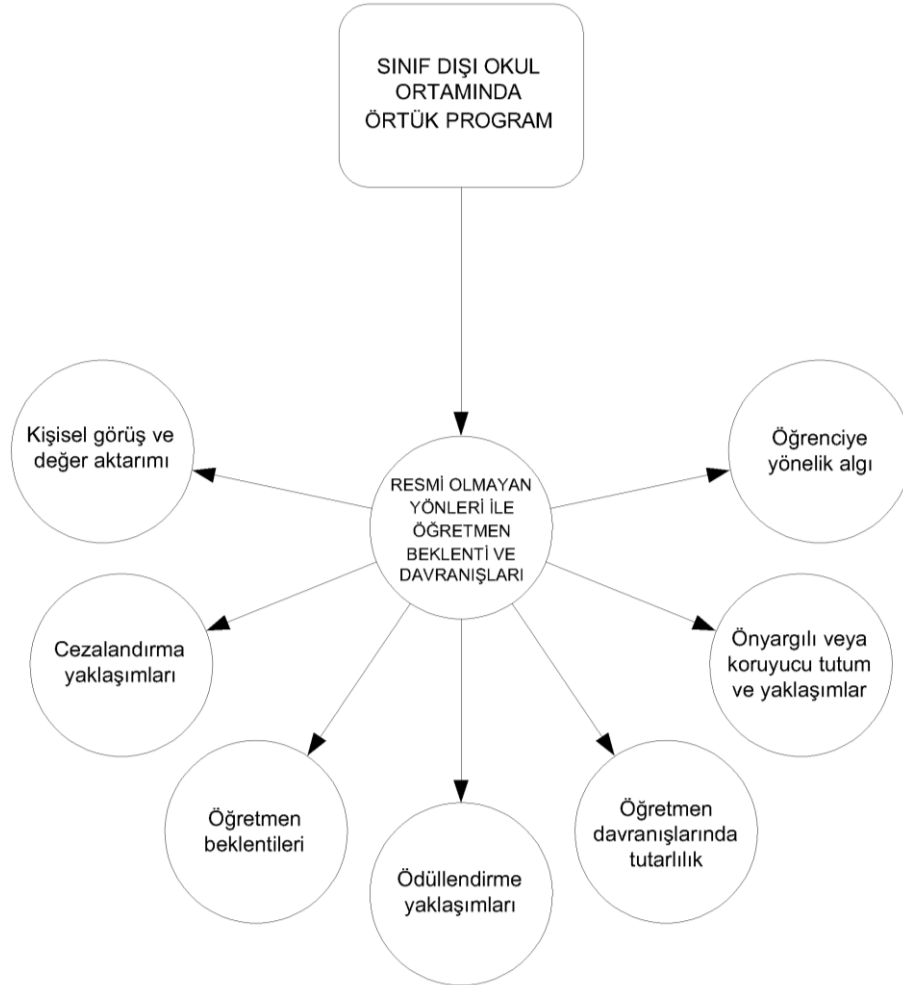 SINIF DIŞI OKUL
ORTAMINDA
ÖRTÜK PROGRAM
Kişisel görüş ve
değer aktarımı
RESMİ OLMAYAN
YÖNLERİ İLE
ÖĞRETMEN
BEKLENTİ VE
DAVRANIŞLARI
Öğrenciye
yönelik algı
Cezalandırma
yaklaşımları
Önyargılı veya
koruyucu tutum
ve yaklaşımlar
Öğretmen
beklentileri
Ödüllendirme
yaklaşımları
Öğretmen
davranışlarında
tutarlılık